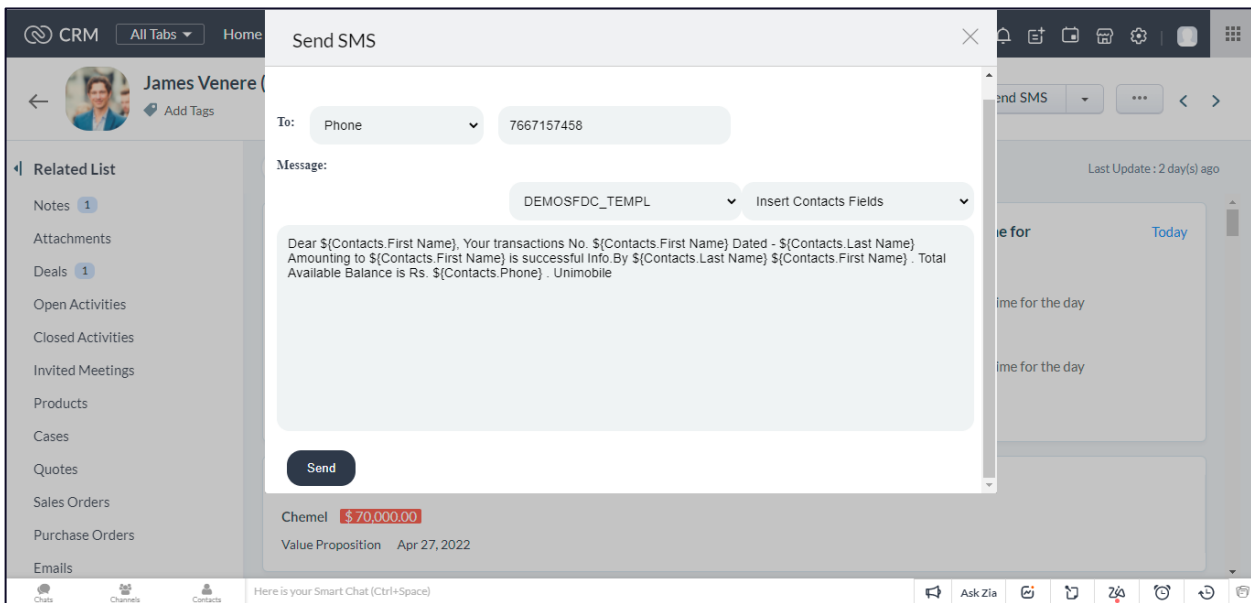 CRM
All Tabs
Home
Send SMS
James Venere (
Add Tags
end SMS
To:
Phone
7667157458
Message:
Related List
Last Update : 2 day(s) ago
Notes 1
DEMOSFDC_TEMPL
Insert Contacts Fields
Attachments
Dear ${Contacts.First Name}, Your transactions No. ${Contacts.First Name} Dated - ${Contacts.Last Name}
Amounting to ${Contacts.First Name} is successful Info.By ${Contacts.Last Name} ${Contacts.First Name} . Total
Available Balance is Rs. ${Contacts.Phone} . Unimobile
e for
Today
Deals 1
Open Activities
ime for the day
Closed Activities
Invited Meetings
ime for the day
Products
Cases
Quotes
Send
Sales Orders
Chemel $ 70,000.00
Purchase Orders
Value Proposition Apr 27, 2022
Emails
Chats
Channels
Contacts
Here is your Smart Chat (Ctrl+Space)
Ask Zia